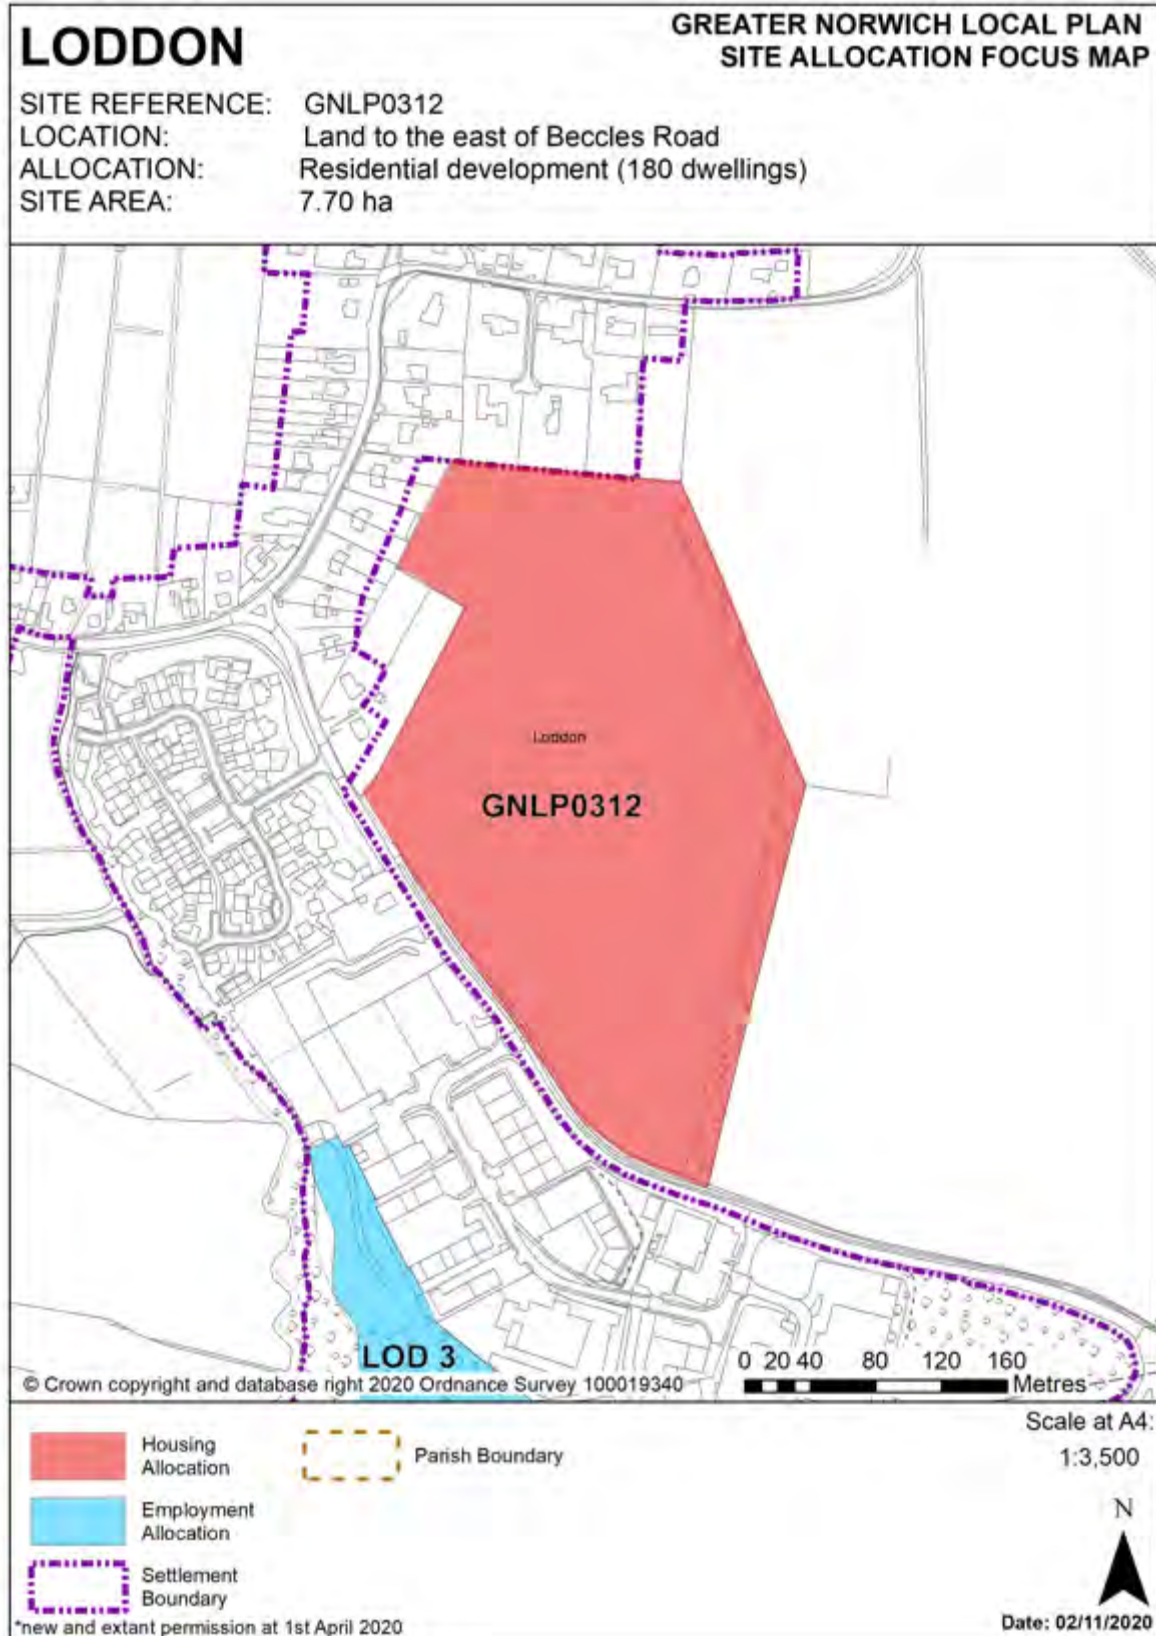 LODDON
GREATER NORWICH LOCAL PLAN
SITE ALLOCATION FOCUS MAP
SITE REFERENCE: GNLP0312
LOCATION: Land to the east of Beccles Road
ALLOCATION: Residential development (180 dwellings)
SITE AREA: 7.70 ha
Loddon
GNLP0312
LOD 3
0 20 40 80 120 160
Metres
© Crown copyright and database right 2020 Ordnance Survey 100019340
Housing
Allocation
Parish Boundary
Employment
Allocation
Settlement
Boundary
Scale at A4:
1:3,500
N
*new and extant permission at 1st April 2020
Date: 02/11/2020